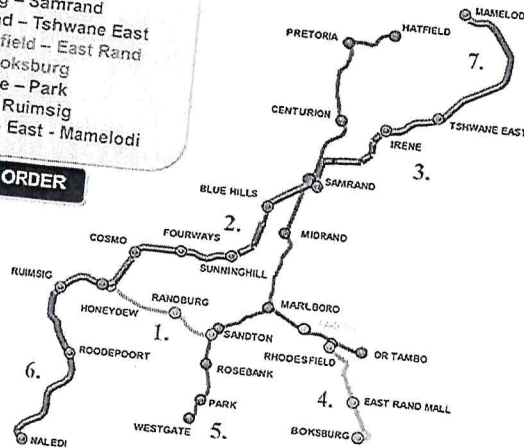 – Samrand
– Tshwane East
field – East Rand
– Park
Ruimsig
East - Mamelodi
ORDER
PRETORIA
HATFIELD
MAMELOD
7.
CENTURION
TSHWANE EAST
IRENE
3.
SAMRAND
BLUE HILLS
2.
MIDRAND
FOURWAYS
COSMO
SUNNINGHILL
RUIMSIG
HONEYDEW
RANDBURG
MARLBORO
1.
SANDTON
RHODESFIELD
OR TAMBO
ROODEPOORT
ROSEBANK
6.
4.
EAST RAND MALL
PARK
WESTGATE
5.
BOKSBURG
NALEDI